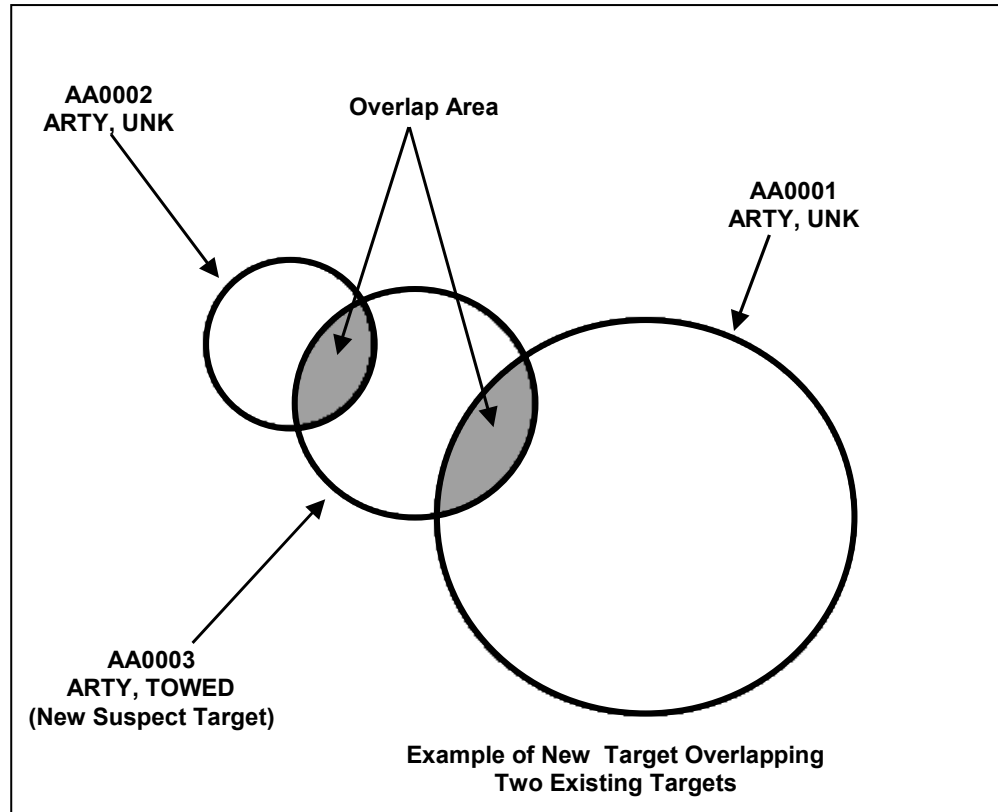 AA0002
ARTY, UNK
Overlap Area
AA0001
ARTY, UNK
AA0003
ARTY, TOWED
(New Suspect Target)
Example of New Target Overlapping
Two Existing Targets